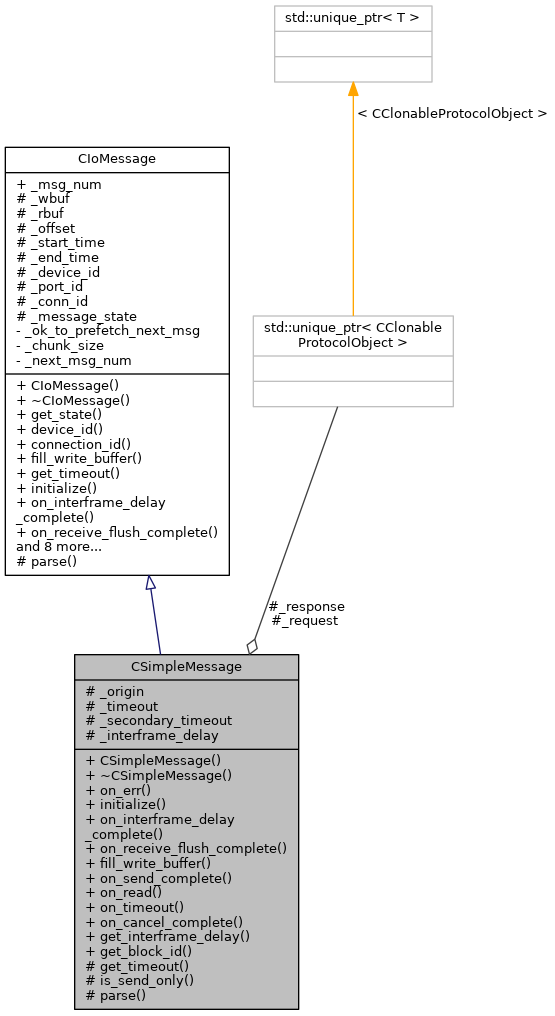 std::unique_ptr< T >
< CClonableProtocolObject >
CIoMessage
+ _msg_num
# _wbuf
# _rbuf
# _offset
# _start_time
# _end_time
# _device_id
# _port_id
# _conn_id
# _message_state
- _ok_to_prefetch_next_msg
- _chunk_size
- _next_msg_num
+ CIoMessage()
+ ~CIoMessage()
+ get_state()
+ device_id()
+ connection_id()
+ fill_write_buffer()
+ get_timeout()
+ initialize()
+ on_interframe_delay
_complete()
+ on_receive_flush_complete()
and 8 more...
# parse()
std::unique_ptr< CClonable
ProtocolObject >
#_response
#_request
CSimpleMessage
# _origin
# _timeout
# _secondary_timeout
# _interframe_delay
+ CSimpleMessage()
+ ~CSimpleMessage()
+ on_err()
+ initialize()
+ on_interframe_delay
_complete()
+ on_receive_flush_complete()
+ fill_write_buffer()
+ on_send_complete()
+ on_read()
+ on_timeout()
+ on_cancel_complete()
+ get_interframe_delay()
+ get_block_id()
# get_timeout()
# is_send_only()
# parse()